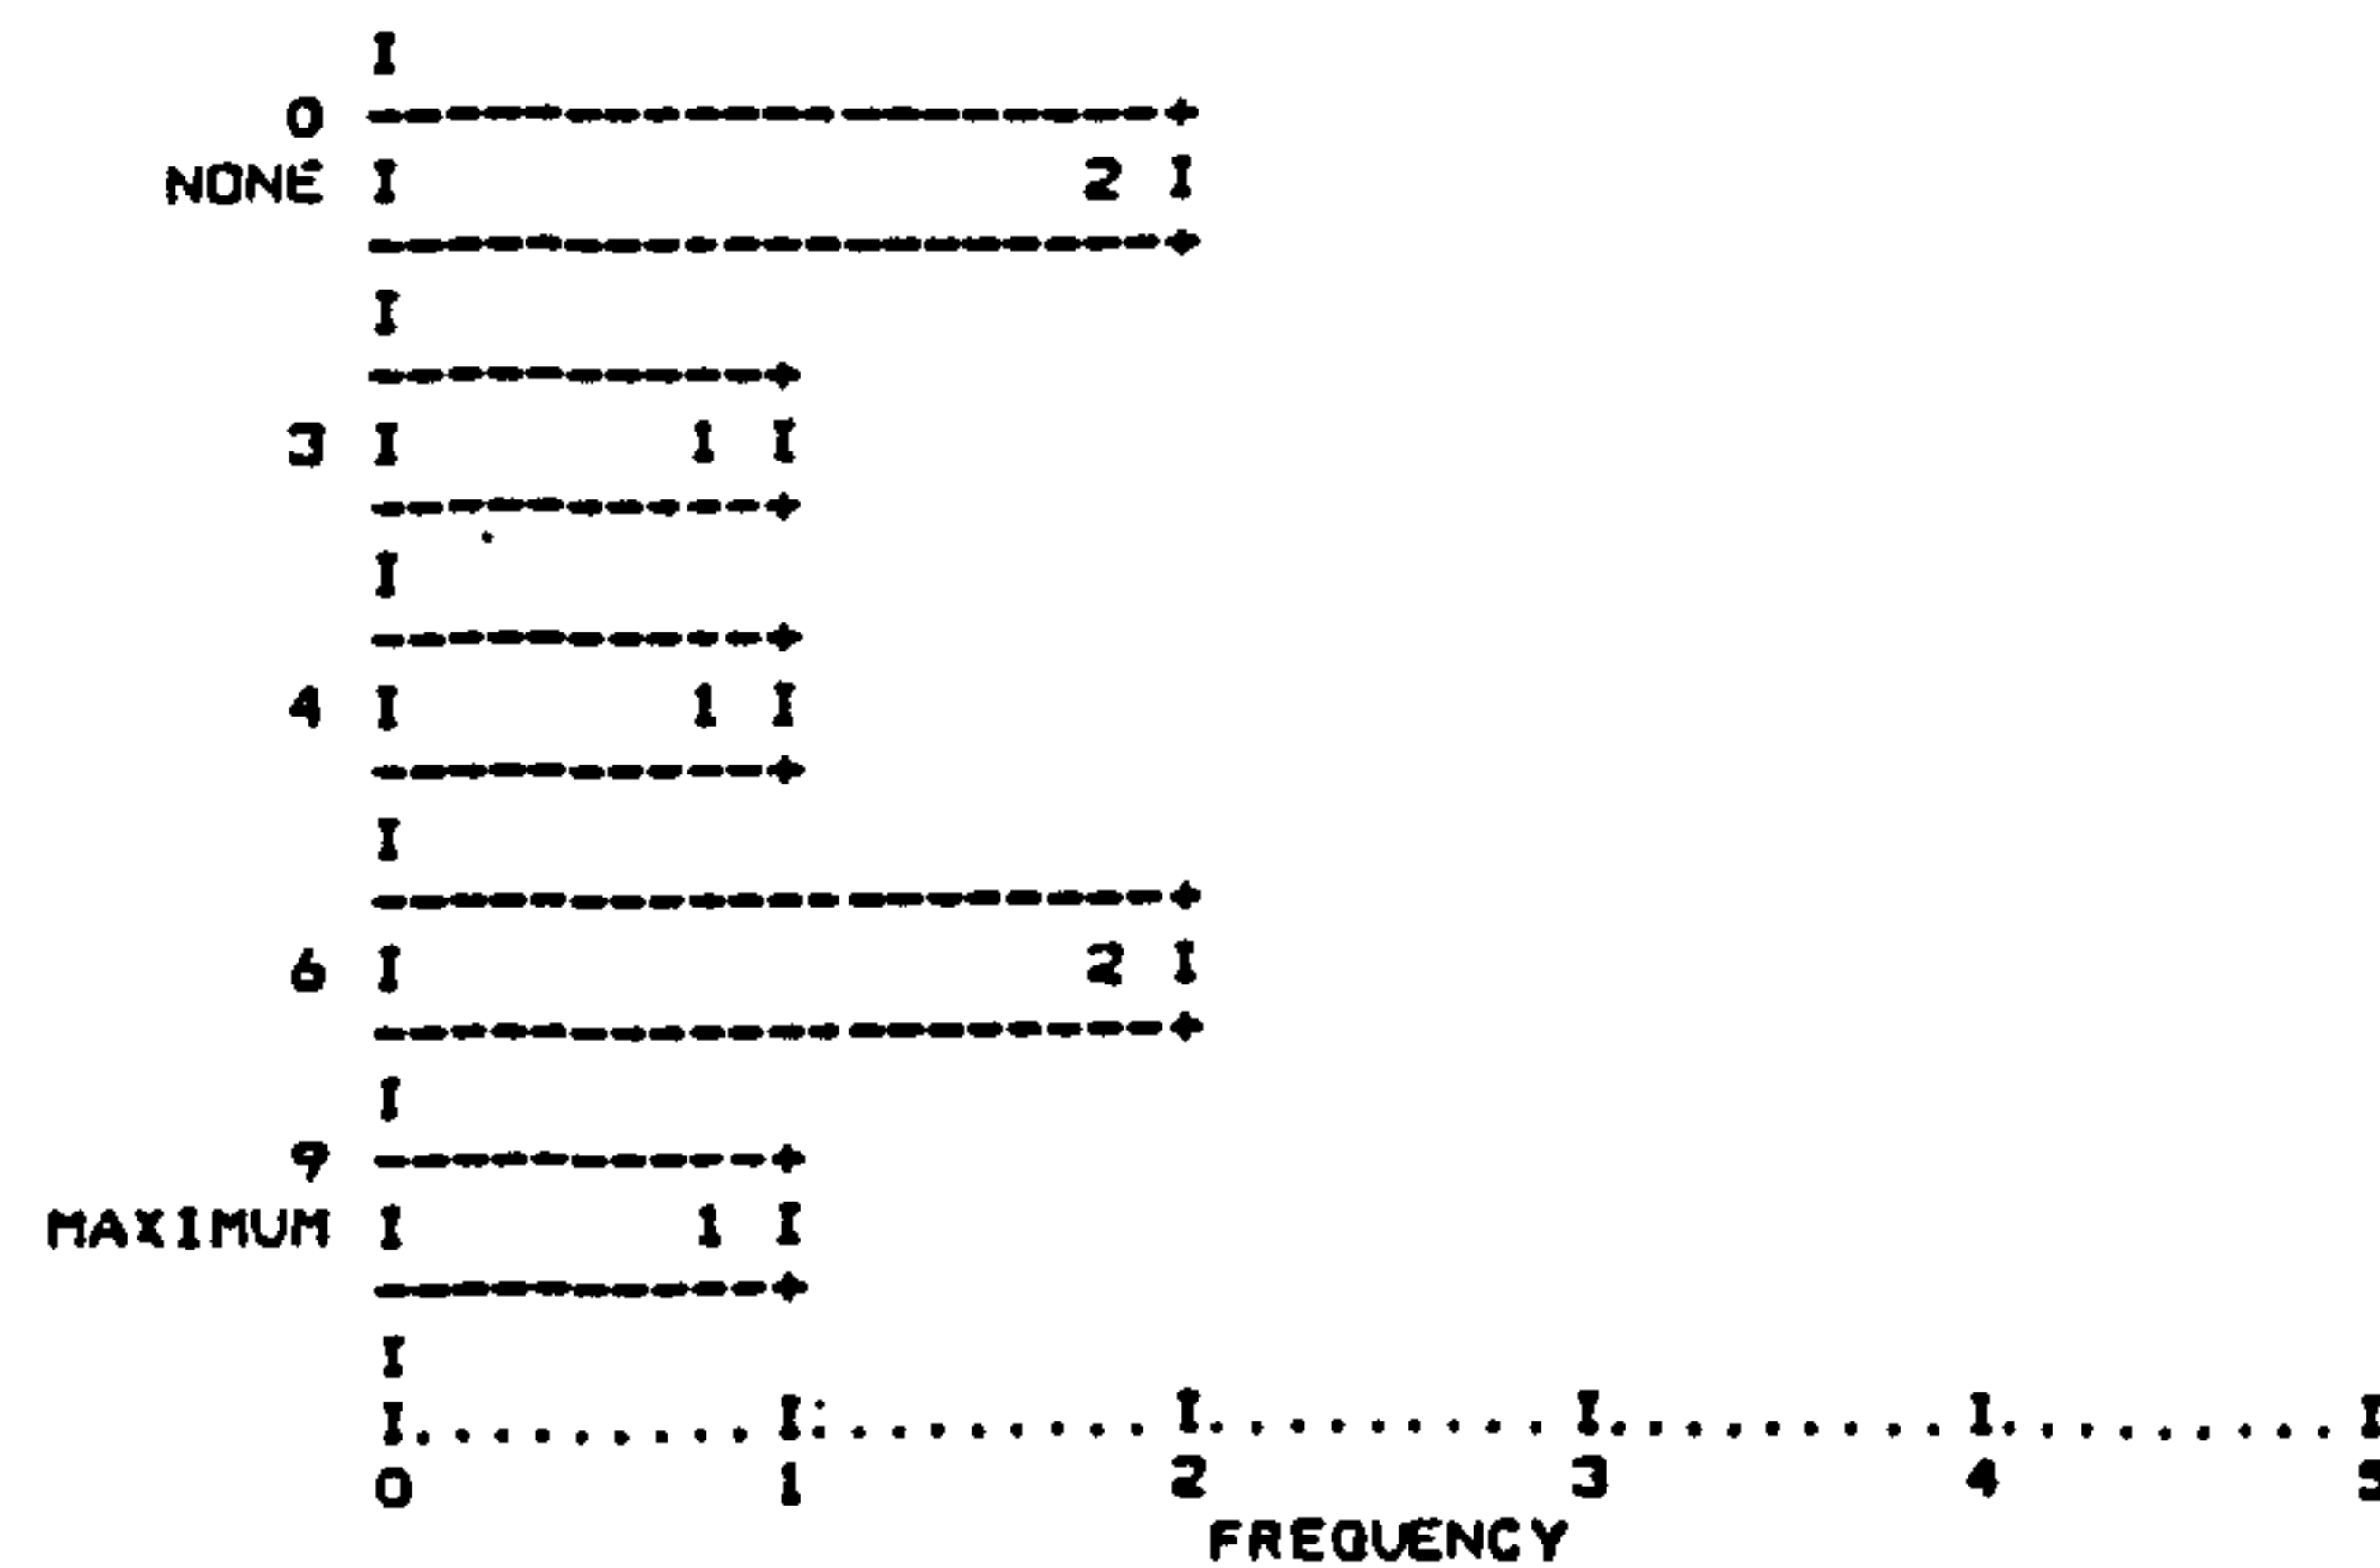 I
0 --------------------+
NONE I 2 I
--------------------+
I
----------+
3 I 1 I
----------+
I
----------+
4 I 1 I
----------+
I
--------------------+
6 I 2 I
--------------------+
I
9 ----------+
MAXIMUM I 1 I
----------+
I
I.........I.........I.........I.........I.........I
0 1 2 3 4 5
FREQUENCY